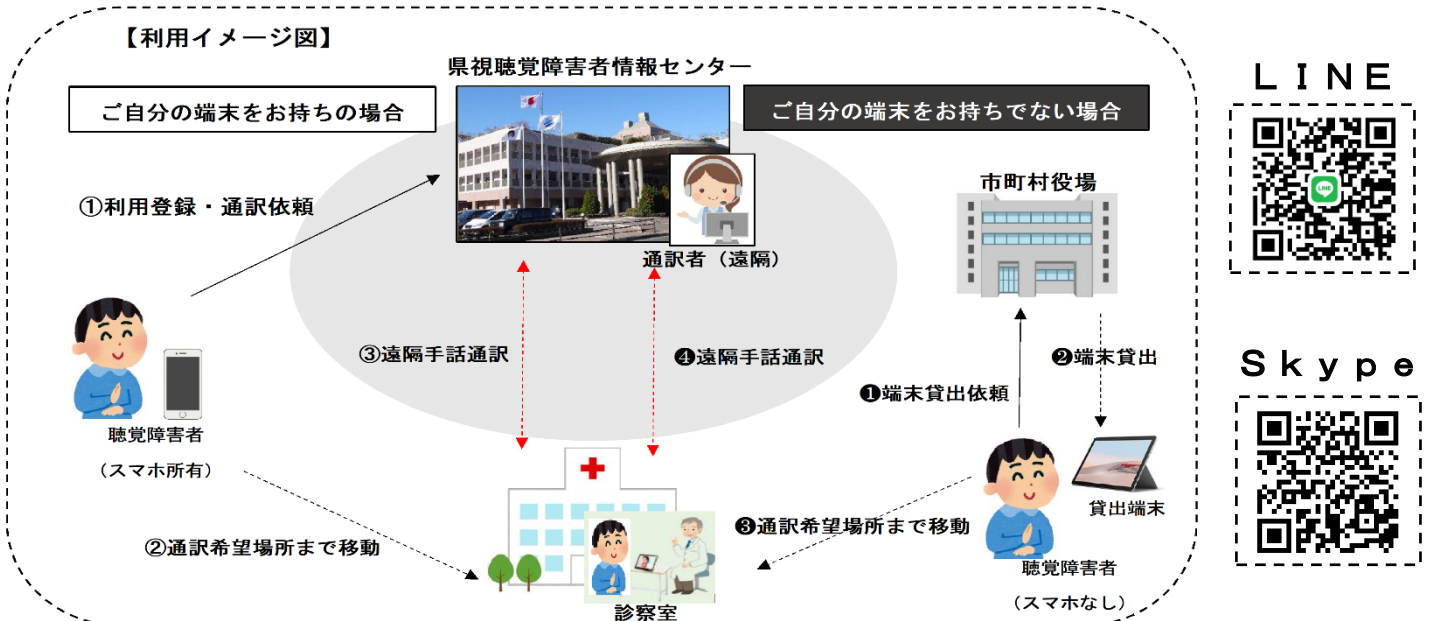 【利用イメージ図】
県視聴覚障害者情報センター
ご自分の端末をお持ちの場合
ご自分の端末をお持ちでない場合
①利用登録・通訳依頼
通訳者（遠隔）
市町村役場
③遠隔手話通訳
❹遠隔手話通訳
❷端末貸出
❶端末貸出依頼
聴覚障害者
（スマホ所有）
貸出端末
②通訳希望場所まで移動
❸通訳希望場所まで移動
聴覚障害者
（スマホなし）
診察室
ＬＩＮＥ
LINE
Ｓｋｙｐｅ